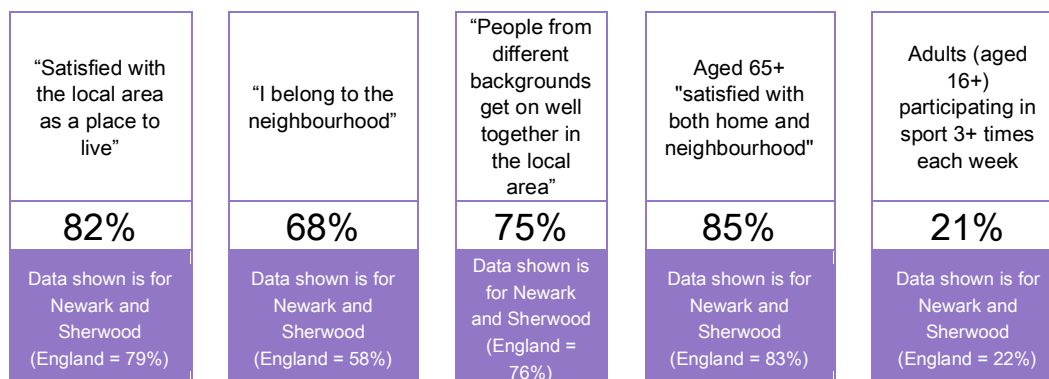 “Satisfied with
the local area
as a place to
live”
82%
Data shown is for
Newark and
Sherwood
(England = 79%)
“I belong to the
neighbourhood”
68%
Data shown is for
Newark and
Sherwood
(England = 58%)
“People from
different
backgrounds
get on well
together in
the local
area”
75%
Data shown is
for Newark
and Sherwood
(England =
76%)
Aged 65+
"satisfied with
both home and
neighbourhood"
85%
Data shown is for
Newark and
Sherwood
(England = 83%)
Adults (aged
16+)
participating in
sport 3+ times
each week
21%
Data shown is for
Newark and
Sherwood
(England = 22%)